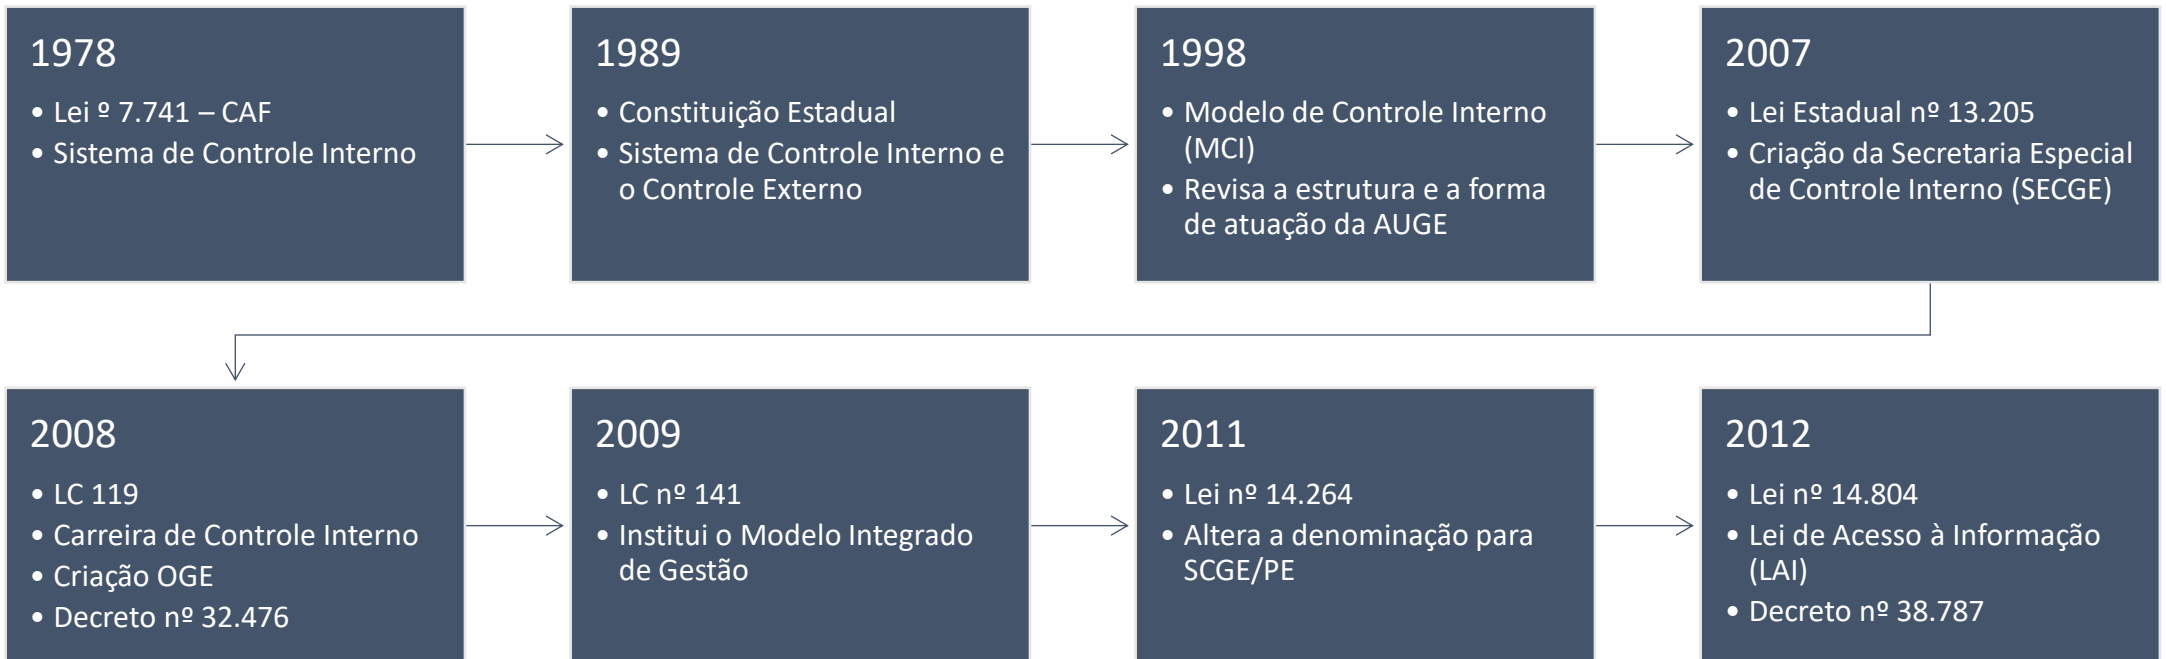 1978
• Lei º 7.741 – CAF
• Sistema de Controle Interno
1989
• Constituição Estadual
• Sistema de Controle Interno e
o Controle Externo
1998
• Modelo de Controle Interno
(MCI)
• Revisa a estrutura e a forma
de atuação da AUGE
2007
• Lei Estadual nº 13.205
• Criação da Secretaria Especial
de Controle Interno (SECGE)
2008
• LC 119
• Carreira de Controle Interno
• Criação OGE
• Decreto nº 32.476
2009
• LC nº 141
• Institui o Modelo Integrado
de Gestão
2011
• Lei nº 14.264
• Altera a denominação para
SCGE/PE
2012
• Lei nº 14.804
• Lei de Acesso à Informação
(LAI)
• Decreto nº 38.787